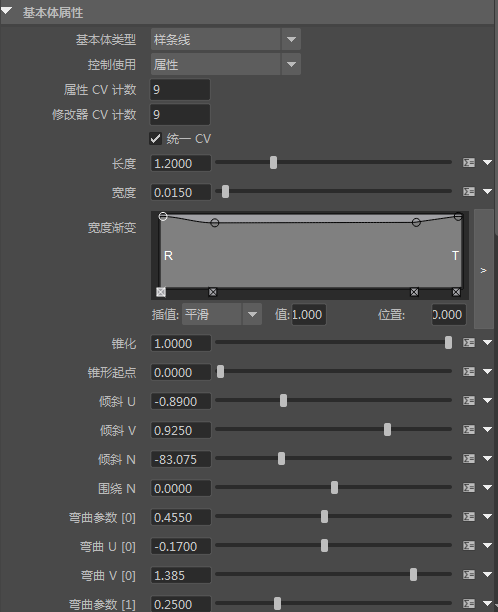 基本体属性
基本体类型 样条线
控制使用 属性
属性 CV 计数 9
修改器 CV 计数 9
统一 CV
长度 1.2000
宽度 0.0150
宽度渐变
R T
>
插值: 平滑 值: 1.000 位置: 0.000
锥化 1.0000
锥形起点 0.0000
倾斜 U -0.8900
倾斜 V 0.9250
倾斜 N -83.075
围绕 N 0.0000
弯曲参数 [0] 0.4550
弯曲 U [0] -0.1700
弯曲 V [0] 1.385
弯曲参数 [1] 0.2500